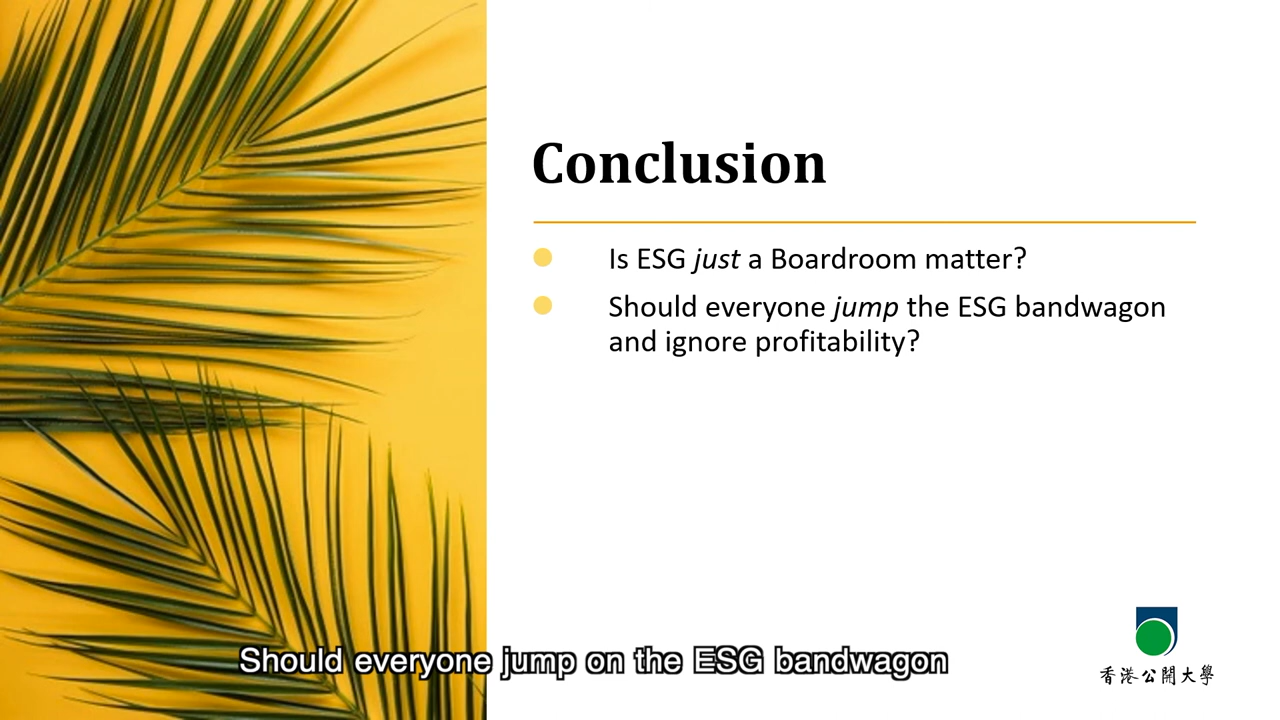 Conclusion
Is ESG just a Boardroom matter?
Should everyone jump the ESG bandwagon
and ignore profitability?
Should everyone jump on the ESG bandwagon
香港公開大學